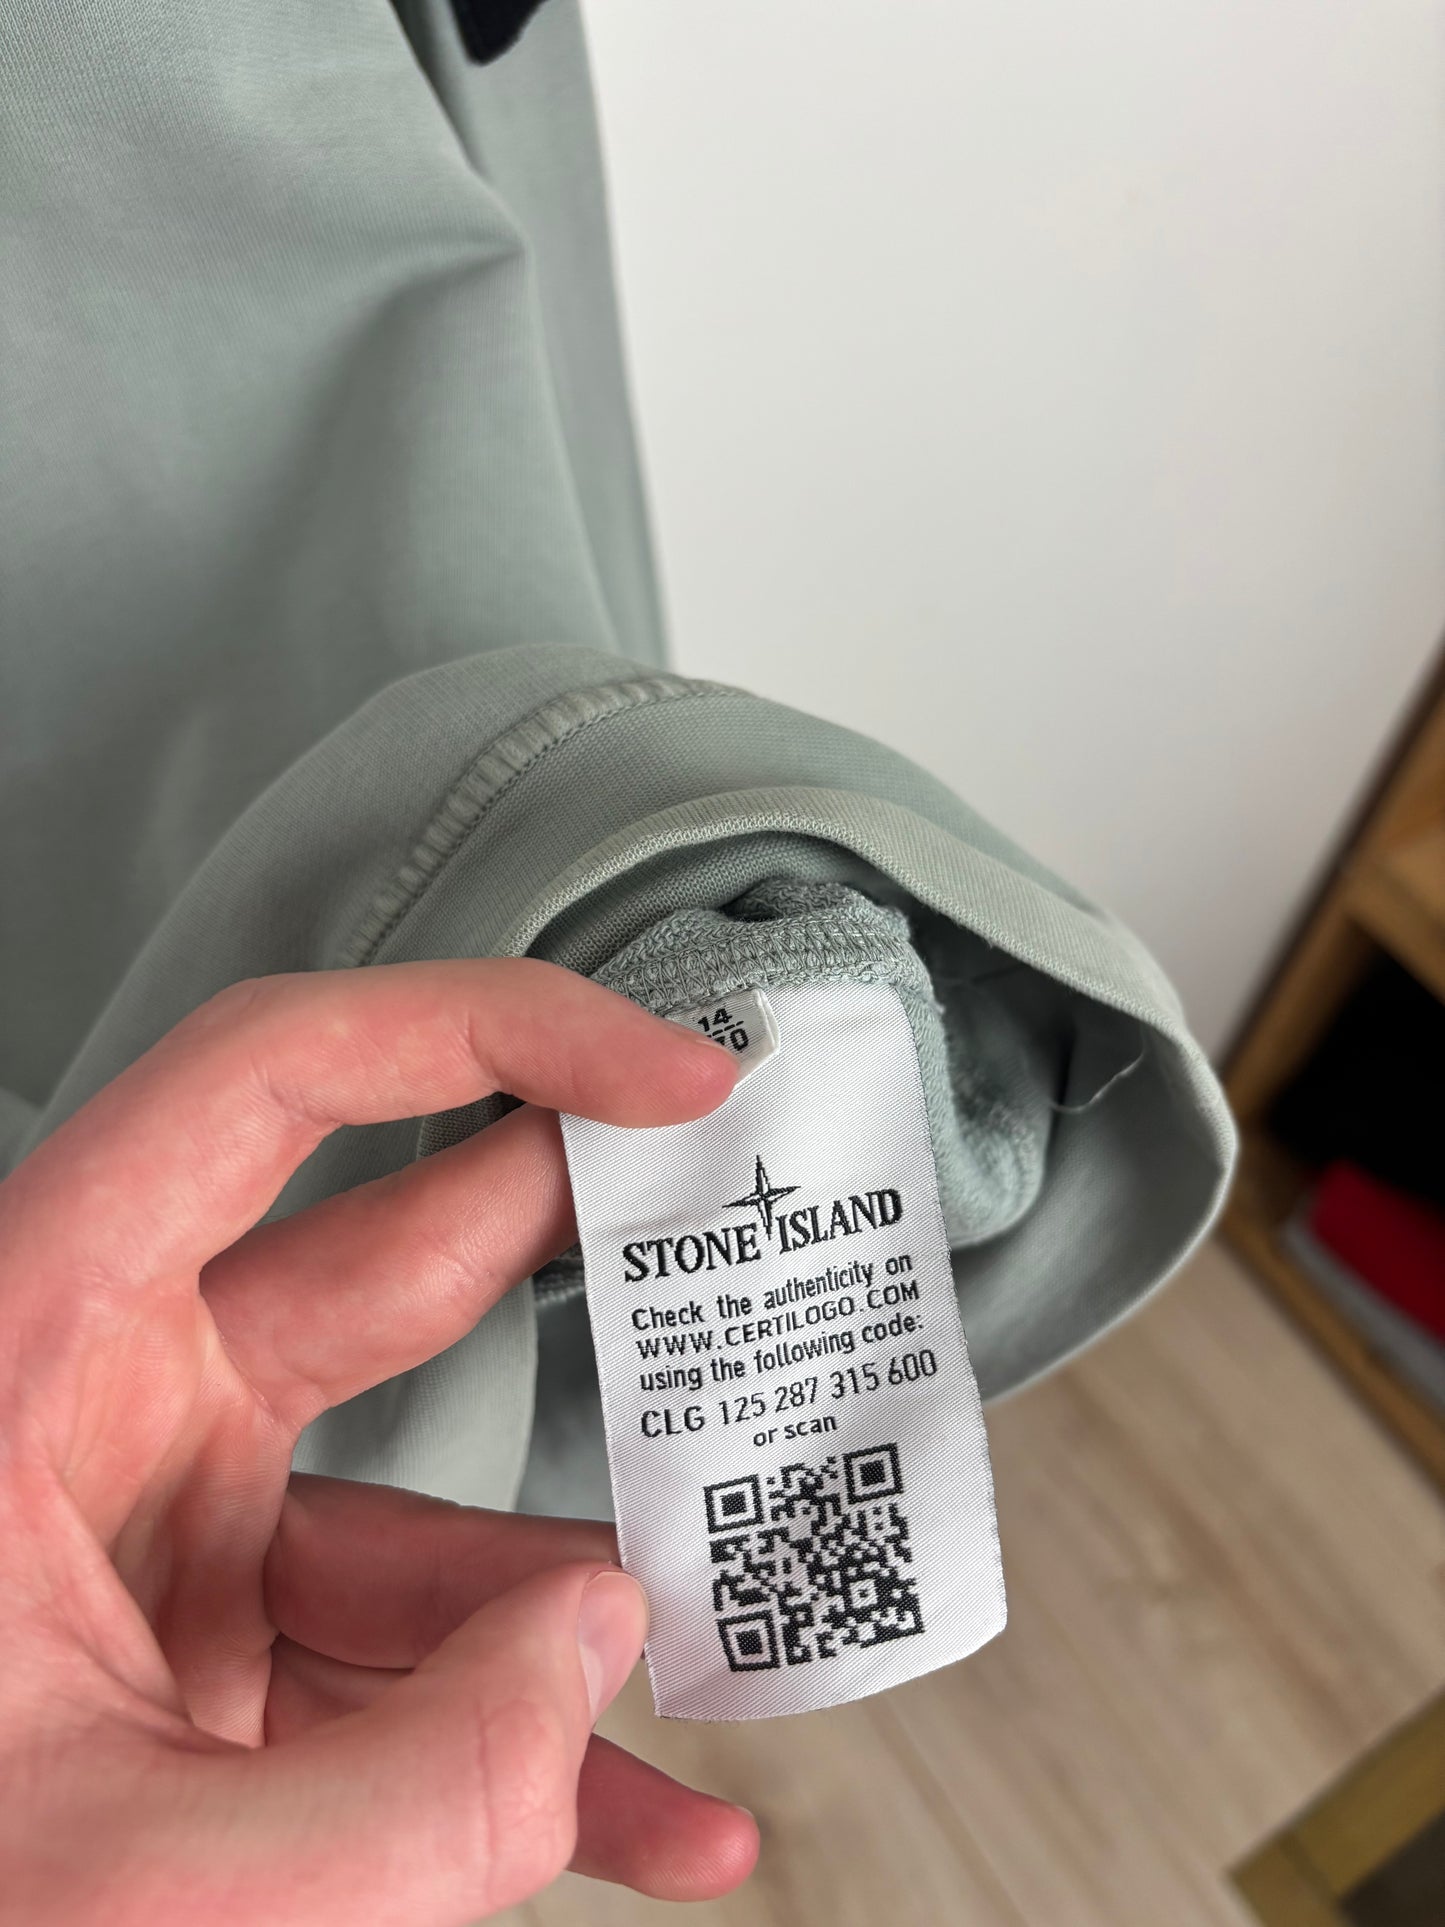 14
70
STONE ISLAND
Check the authenticity on
WWW.CERTILOGO.COM
using the following code:
CLG 125 287 315 600
or scan